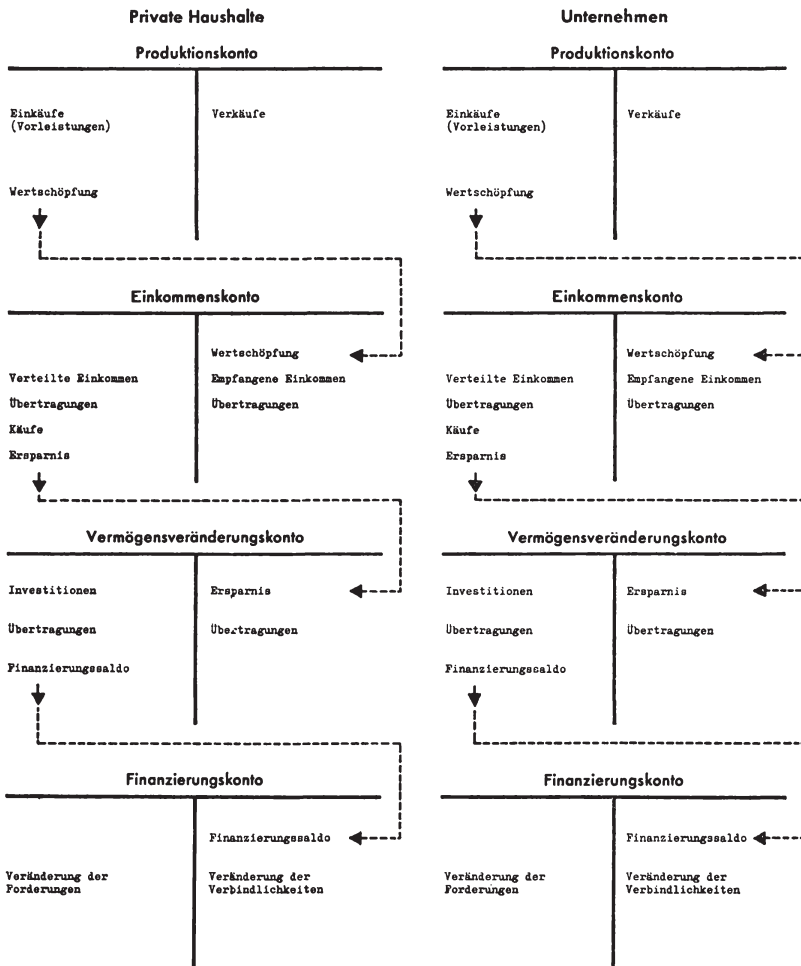 Private Haushalte
Produktionskonto
Einkäufe
(Vorleistungen)
Verkäufe
Wertschöpfung
Einkommenskonto
Wertschöpfung
Verteilte Einkommen
Empfangene Einkommen
Übertragungen
Übertragungen
Käufe
Ersparnis
Vermögensveränderungskonto
Investitionen
Ersparnis
Übertragungen
Übertragungen
Finanzierungssaldo
Finanzierungskonto
Finanzierungssaldo
Veränderung der
Forderungen
Veränderung der
Verbindlichkeiten
Unternehmen
Produktionskonto
Einkäufe
(Vorleistungen)
Verkäufe
Wertschöpfung
Einkommenskonto
Wertschöpfung
Verteilte Einkommen
Empfangene Einkommen
Übertragungen
Übertragungen
Käufe
Ersparnis
Vermögensveränderungskonto
Investitionen
Ersparnis
Übertragungen
Übertragungen
Finanzierungssaldo
Finanzierungskonto
Finanzierungssaldo
Veränderung der
Forderungen
Veränderung der
Verbindlichkeiten